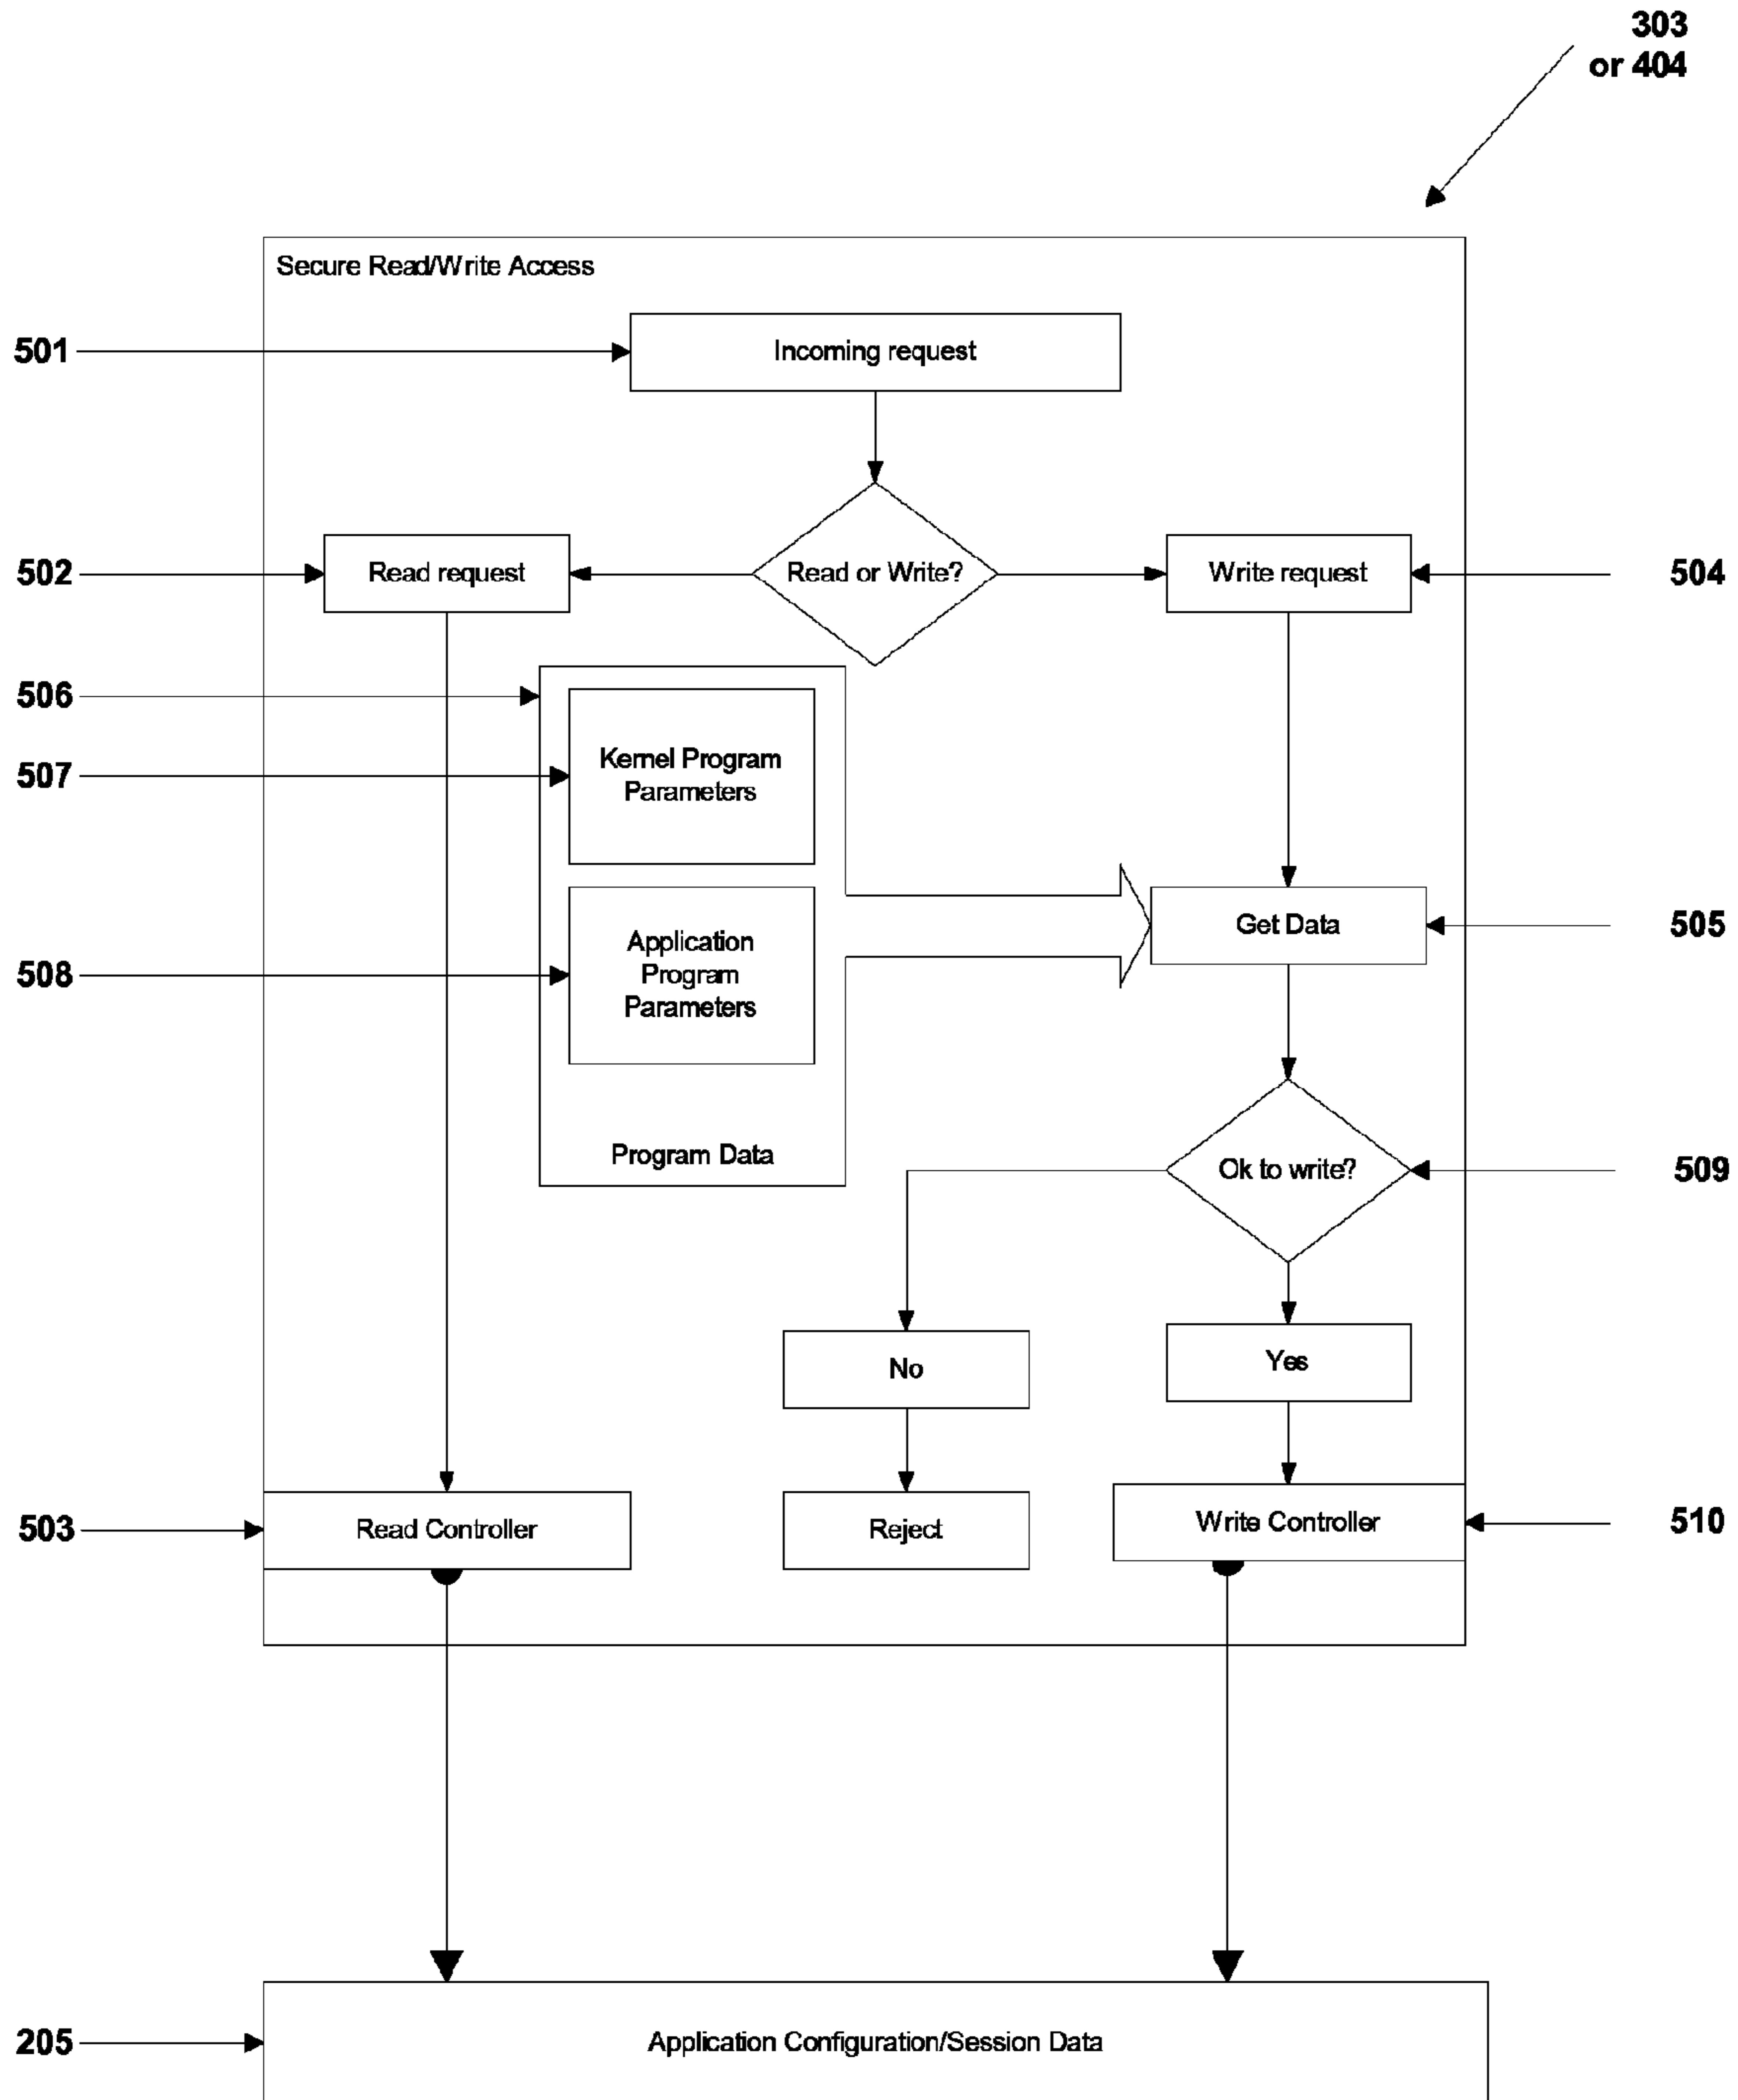 303
or 404
Secure Read/Write Access
501
Incoming request
502
Read request
Read or Write?
Write request
504
506
507
Kernel Program
Parameters
508
Application
Program
Parameters
Get Data
505
Program Data
Ok to write?
509
No
Yes
503
Read Controller
Reject
Write Controller
510
205
Application Configuration/Session Data